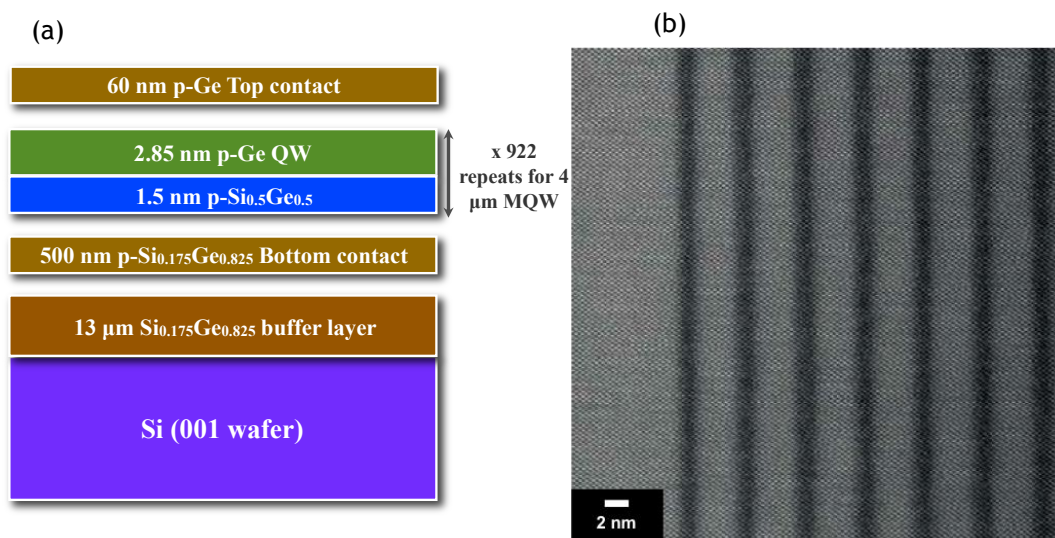 (a)
60 nm p-Ge Top contact
2.85 nm p-Ge QW
1.5 nm p-Si0.5Ge0.5
x 922
repeats for 4
μm MQW
500 nm p-Si0.175Ge0.825 Bottom contact
13 μm Si0.175Ge0.825 buffer layer
Si (001 wafer)
(b)
2 nm